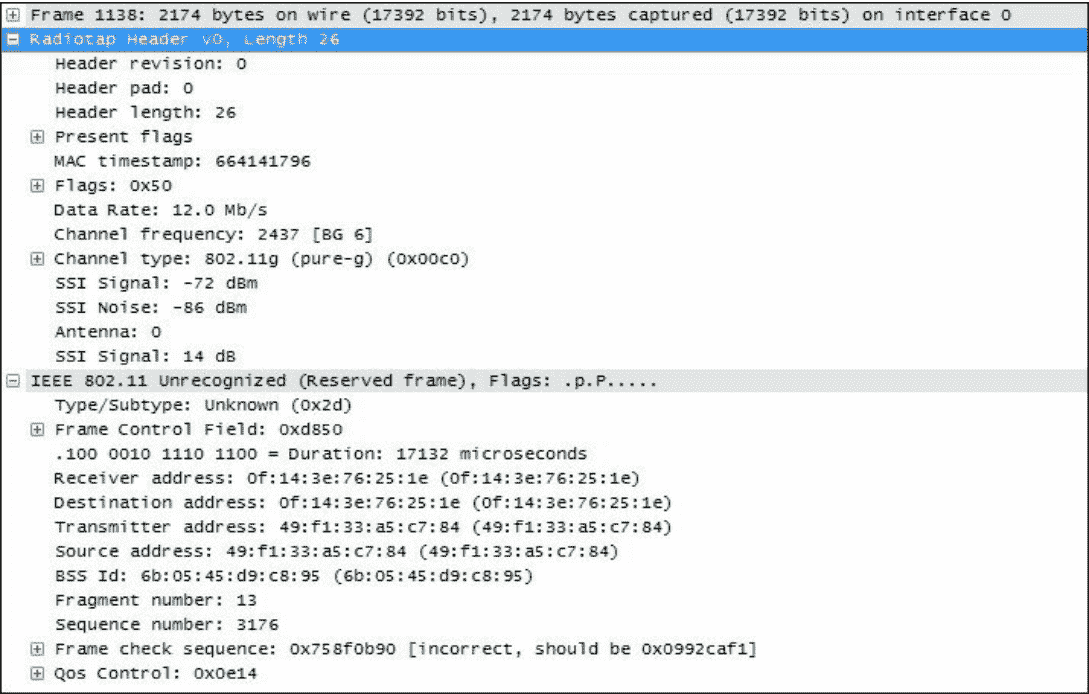 Frame 1138: 2174 bytes on wire (17392 bits), 2174 bytes captured (17392 bits) on interface 0
Radiotap Header v0, Length 26
Header revision: 0
Header pad: 0
Header length: 26
Present flags
MAC timestamp: 664141796
Flags: 0x50
Data Rate: 12.0 Mb/s
Channel frequency: 2437 [BG 6]
Channel type: 802.11g (pure-g) (0x00c0)
SSI Signal: -72 dBm
SSI Noise: -86 dBm
Antenna: 0
SSI Signal: 14 dB
IEEE 802.11 Unrecognized (Reserved frame), Flags: .p.P.....
Type/Subtype: Unknown (0x2d)
Frame Control Field: 0xd850
.100 0010 1110 1100 = Duration: 17132 microseconds
Receiver address: 0f:14:3e:76:25:1e (0f:14:3e:76:25:1e)
Destination address: 0f:14:3e:76:25:1e (0f:14:3e:76:25:1e)
Transmitter address: 49:f1:33:a5:c7:84 (49:f1:33:a5:c7:84)
Source address: 49:f1:33:a5:c7:84 (49:f1:33:a5:c7:84)
BSS Id: 6b:05:45:d9:c8:95 (6b:05:45:d9:c8:95)
Fragment number: 13
Sequence number: 3176
Frame check sequence: 0x758f0b90 [incorrect, should be 0x0992caf1]
Qos Control: 0x0e14